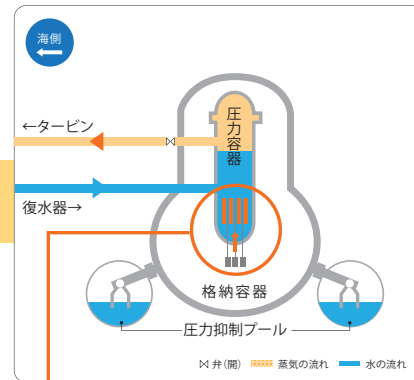 海側
←タービン
圧力容器
復水器→
格納容器
圧力抑制プール
弁（開） 蒸気の流れ 水の流れ